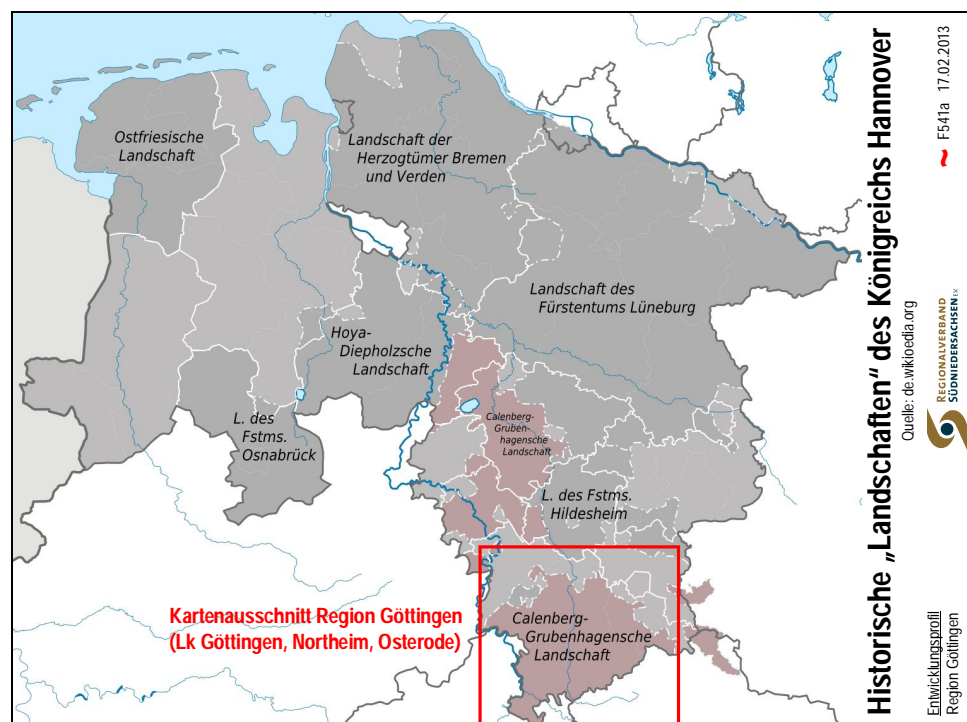 Ostfriesische
Landschaft
Landschaft der
Herzogtümer Bremen
und Verden
Landschaft des
Fürstentums Lüneburg
Hoya-
Diepholzsche
Landschaft
L. des
Fstms.
Osnabrück
Calenberg-
Gruben-
hagensche
Landschaft
L. des Fstms.
Hildesheim
Calenberg-
Grubenhagensche
Landschaft
Kartenausschnitt Region Göttingen
(Lk Göttingen, Northeim, Osterode)
Historische „Landschaften" des Königreichs Hannover
Quelle: de.wikioedia.org
~ F541a 17.02.2013
REGIONALVERBAND
SÜDNIEDERSACHSEN E.V.
Entwicklungsprofil
Region Göttingen